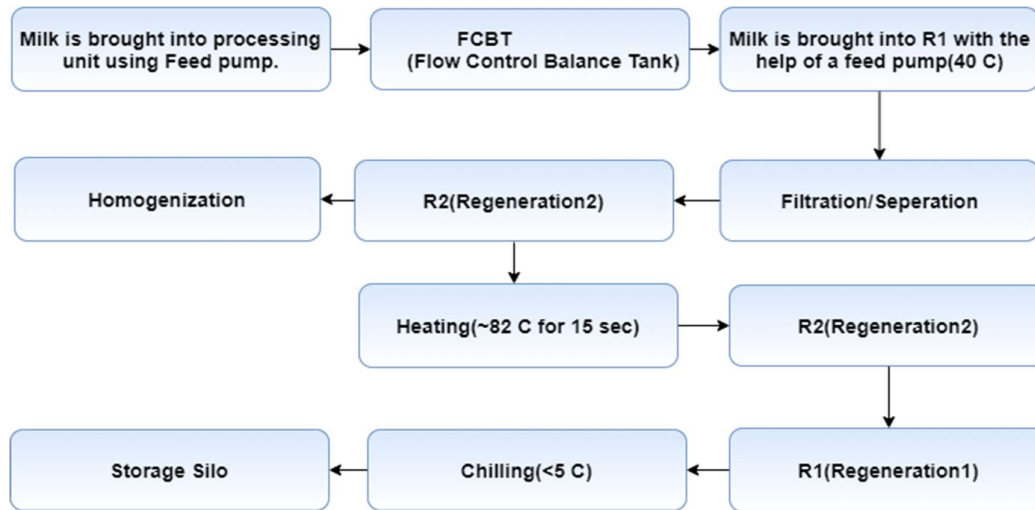 Milk is brought into processing
unit using Feed pump.
FCBT
(Flow Control Balance Tank)
Milk is brought into R1 with the
help of a feed pump(40 C)
Homogenization
R2(Regeneration2)
Filtration/Seperation
Heating(~82 C for 15 sec)
R2(Regeneration2)
Storage Silo
Chilling(<5 C)
R1(Regeneration1)